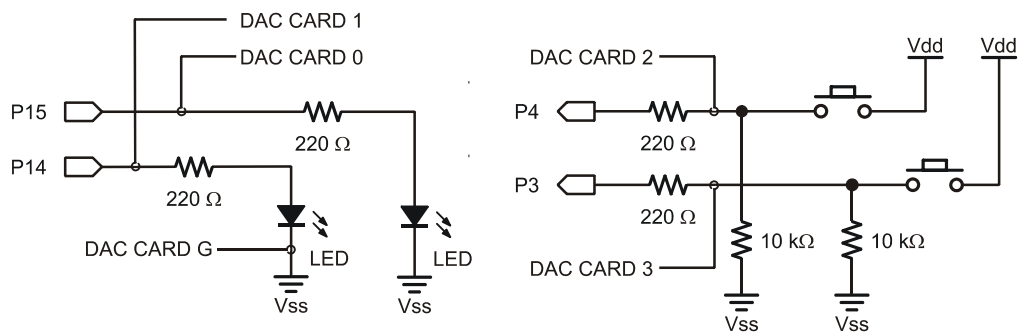 DAC CARD 1
DAC CARD 0
P15
220 Ω
P14
220 Ω
DAC CARD G
LED
LED
Vss
Vss
DAC CARD 2
Vdd
Vdd
P4
220 Ω
P3
220 Ω
10 kΩ
10 kΩ
DAC CARD 3
Vss
Vss